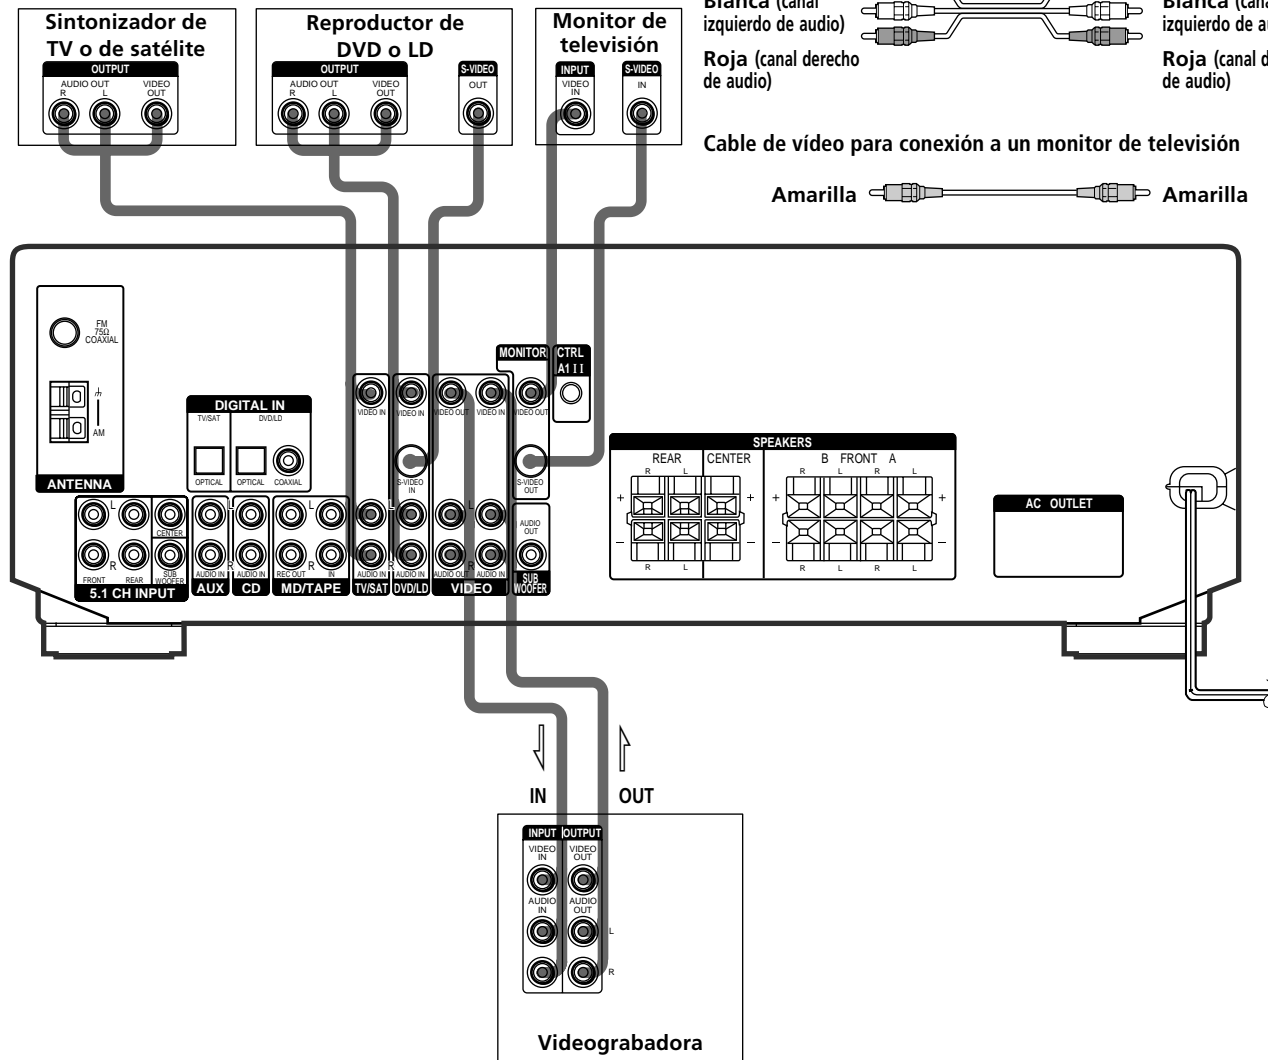 Sintonizador de
TV o de satélite
OUTPUT
AUDIO OUT
R L
VIDEO
OUT
Reproductor de
DVD o LD
OUTPUT
AUDIO OUT
R L
VIDEO
OUT
S-VIDEO
OUT
Monitor de
televisión
INPUT
VIDEO
IN
S-VIDEO
IN
Blanca (canal
izquierdo de audio)
Roja (canal derecho
de audio)
Blanca
izquierdo de
Roja (canal
de audio)
Cable de vídeo para conexión a un monitor de televisión
Amarilla
Amarilla
FM
75Ω
COAXIAL
AM
ANTENNA
DIGITAL IN
TV/SAT
DVD/LD
OPTICAL
OPTICAL
COAXIAL
MONITOR
CTRL
A1 II
VIDEO IN
VIDEO IN
VIDEO OUT
VIDEO IN
VIDEO OUT
S-VIDEO
IN
S-VIDEO
OUT
AUDIO
OUT
SUB
WOOFER
L
R
CENTER
SUB
WOOFER
FRONT
REAR
5.1 CH INPUT
L
R
AUDIO IN
AUX
AUDIO IN
CD
L
R
REC OUT
IN
MD/TAPE
L
R
AUDIO IN
TV/SAT
AUDIO IN
DVD/LD
L
R
AUDIO OUT
AUDIO IN
VIDEO
SPEAKERS
REAR
R L
CENTER
B FRONT A
R L R L
+ +
– –
R L
+ +
– –
R L R L
AC OUTLET
IN
OUT
INPUT
OUTPUT
VIDEO
IN
VIDEO
OUT
AUDIO
IN
AUDIO
OUT
L
R
Videograbadora